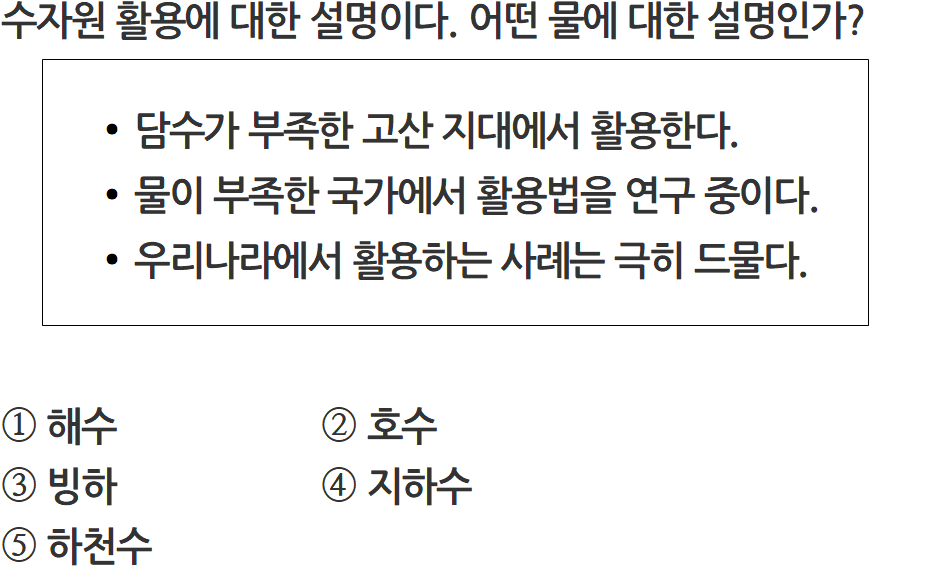 수자원 활용에 대한 설명이다. 어떤 물에 대한 설명인가?
• 담수가 부족한 고산 지대에서 활용한다.
• 물이 부족한 국가에서 활용법을 연구 중이다.
• 우리나라에서 활용하는 사례는 극히 드물다.
① 해수 ② 호수
③ 빙하 ④ 지하수
⑤ 하천수